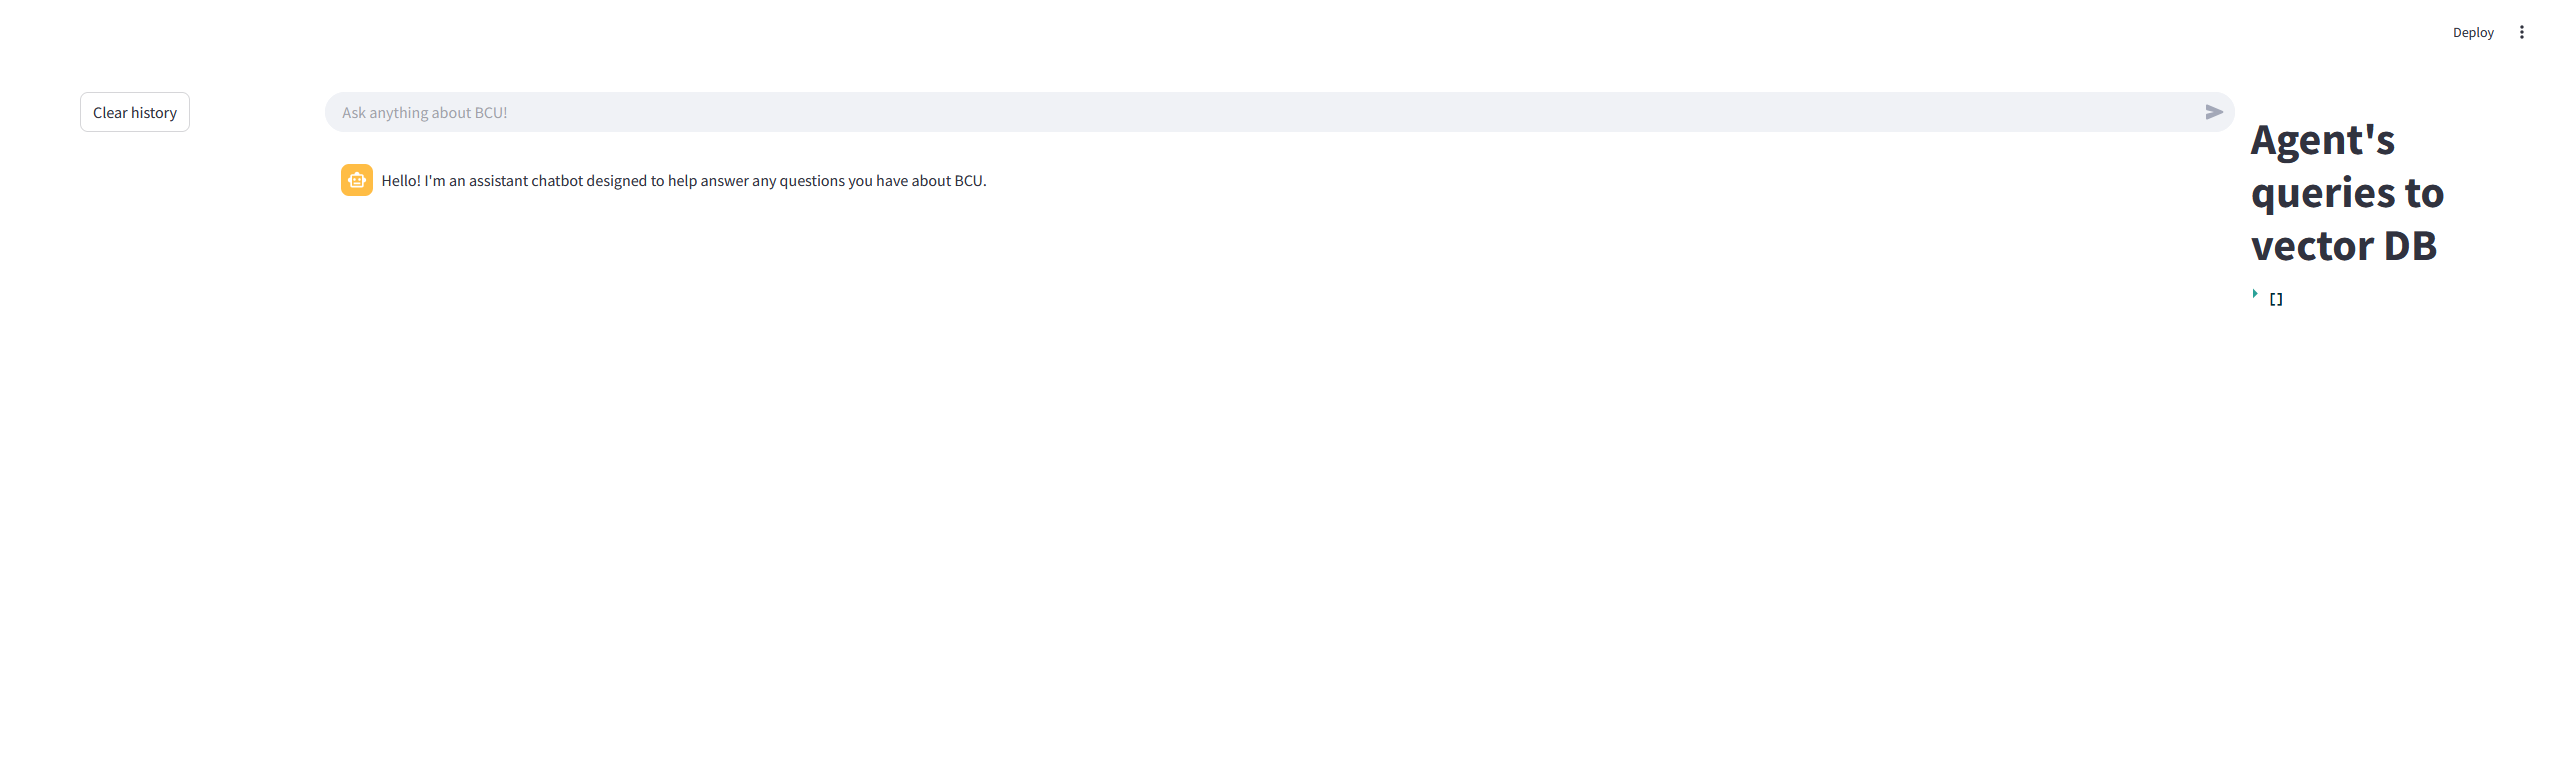 Deploy
Clear history
Ask anything about BCU!
Hello! I'm an assistant chatbot designed to help answer any questions you have about BCU.
Agent's
queries to
vector DB
[]